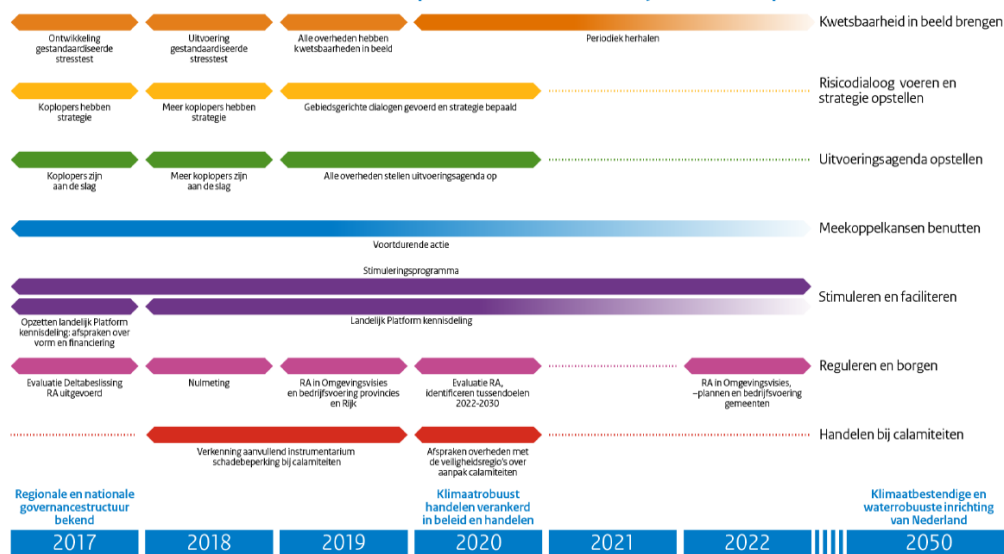 Kwetsbaarheid in beeld brengen
Ontwikkeling
gestandaardiseerde
stresstest
Uitvoering
gestandaardiseerde
stresstest
Alle overheden hebben
kwetsbaarheden in beeld
Periodiek herhalen
Risicodialoog voeren en
strategie opstellen
Koplopers hebben
strategie
Meer koplopers hebben
strategie
Gebiedsgerichte dialogen gevoerd en strategie bepaald
Uitvoeringsagenda opstellen
Koplopers zijn
aan de slag
Meer koplopers zijn
aan de slag
Alle overheden stellen uitvoeringsagenda op
Meekoppelkansen benutten
Voortdurende actie
Stimuleringsprogramma
Stimuleren en faciliteren
Opzetten landelijk Platform
kennisdeling: afspraken over
vorm en financiering
Landelijk Platform kennisdeling
Reguleren en borgen
Evaluatie Deltabeslissing
RA uitgevoerd
Nulmeting
RA in Omgevingsvisies
en bedrijfsvoering provincies
en Rijk
Evaluatie RA,
identificeren tussendoelen
2022-2030
RA in Omgevingsvisies,
–plannen en bedrijfsvoering
gemeenten
Handelen bij calamiteiten
Verkenning aanvullend instrumentarium
schadebeperking bij calamiteiten
Afspraken overheden met
de veiligheidsregio's over
aanpak calamiteiten
Regionale en nationale
governancestructuur
bekend
Klimaatrobuust
handelen verankerd
in beleid en handelen
Klimaatbestendige en
waterrobuuste inrichting
van Nederland
2017
2018
2019
2020
2021
2022
2050